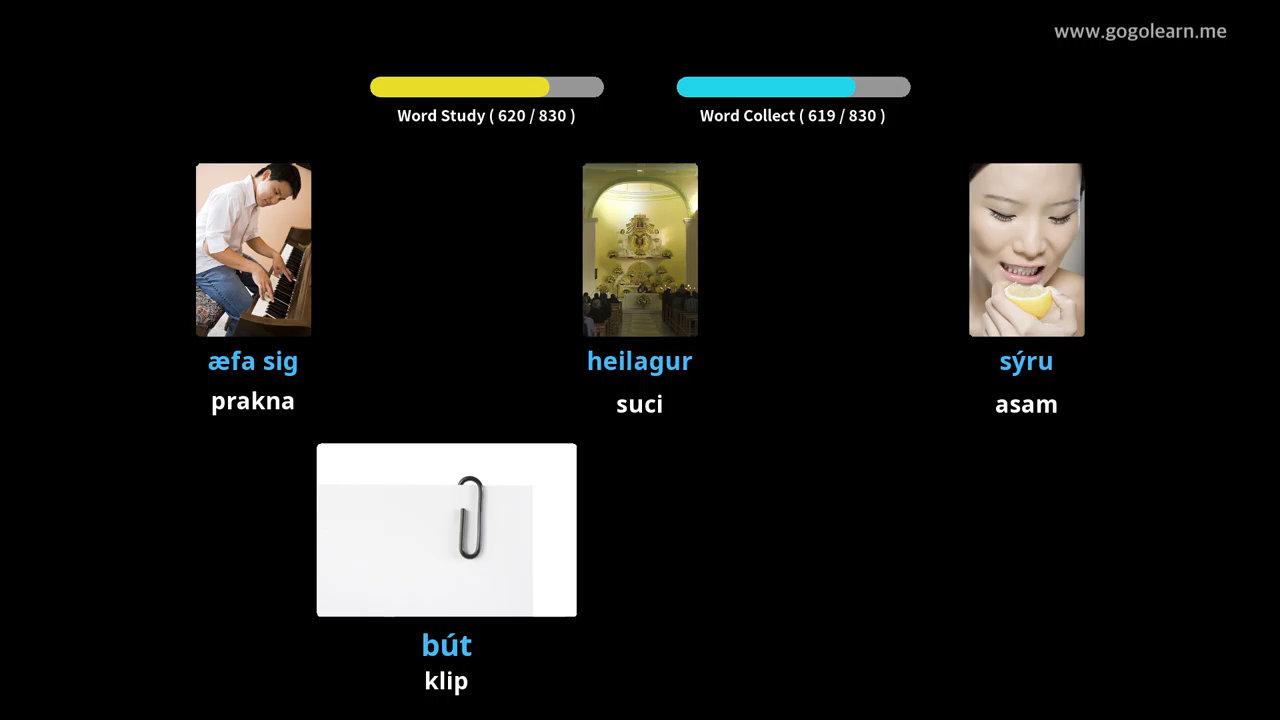 www.gogolearn.me
Word Study ( 620 / 830 )
Word Collect ( 619 / 830 )
æfa sig
prakna
heilagur
suci
sýru
asam
bút
klip